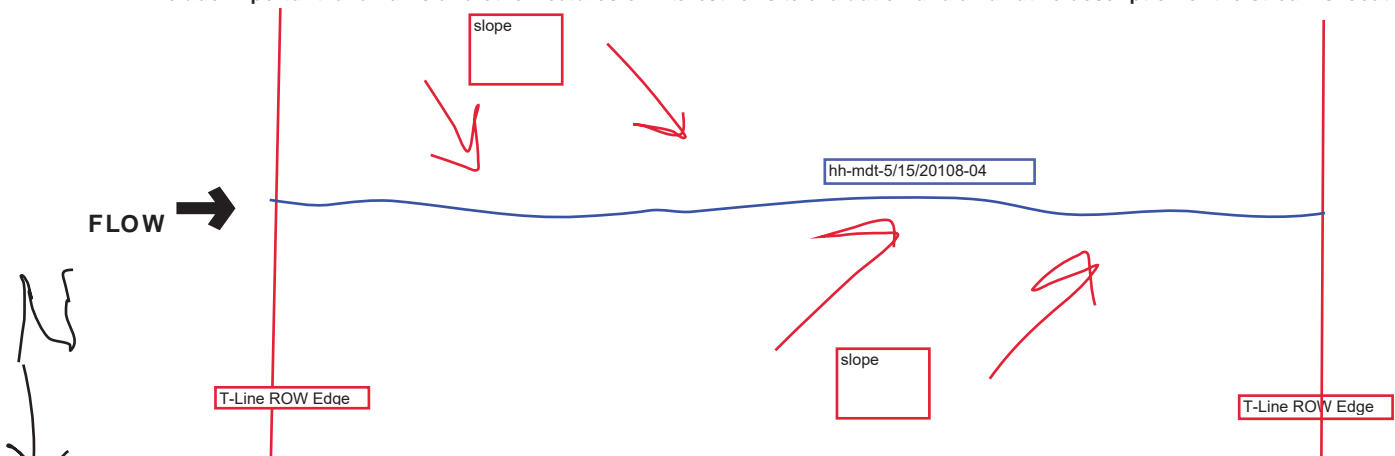 slope
hh-mdt-5/15/20108-04
FLOW
N
slope
T-Line ROW Edge
T-Line ROW Edge